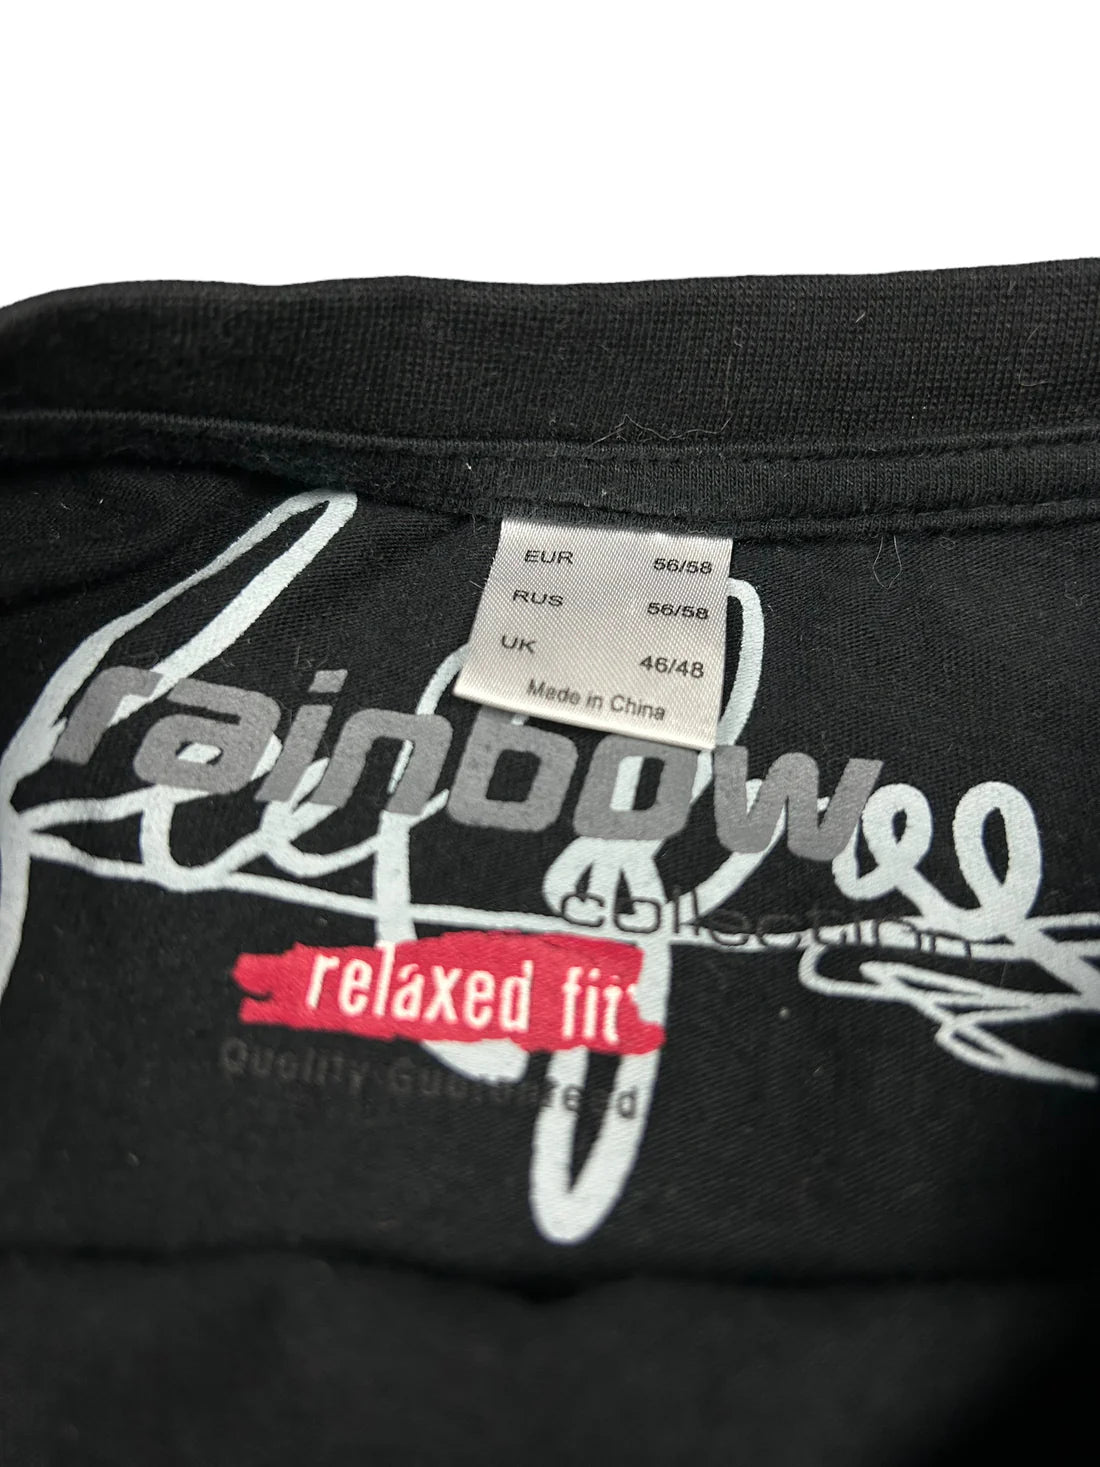 EUR 56/58
RUS 56/58
UK 46/48
Made in China
rainbow
collection
relaxed fit
Quality Guaranteed